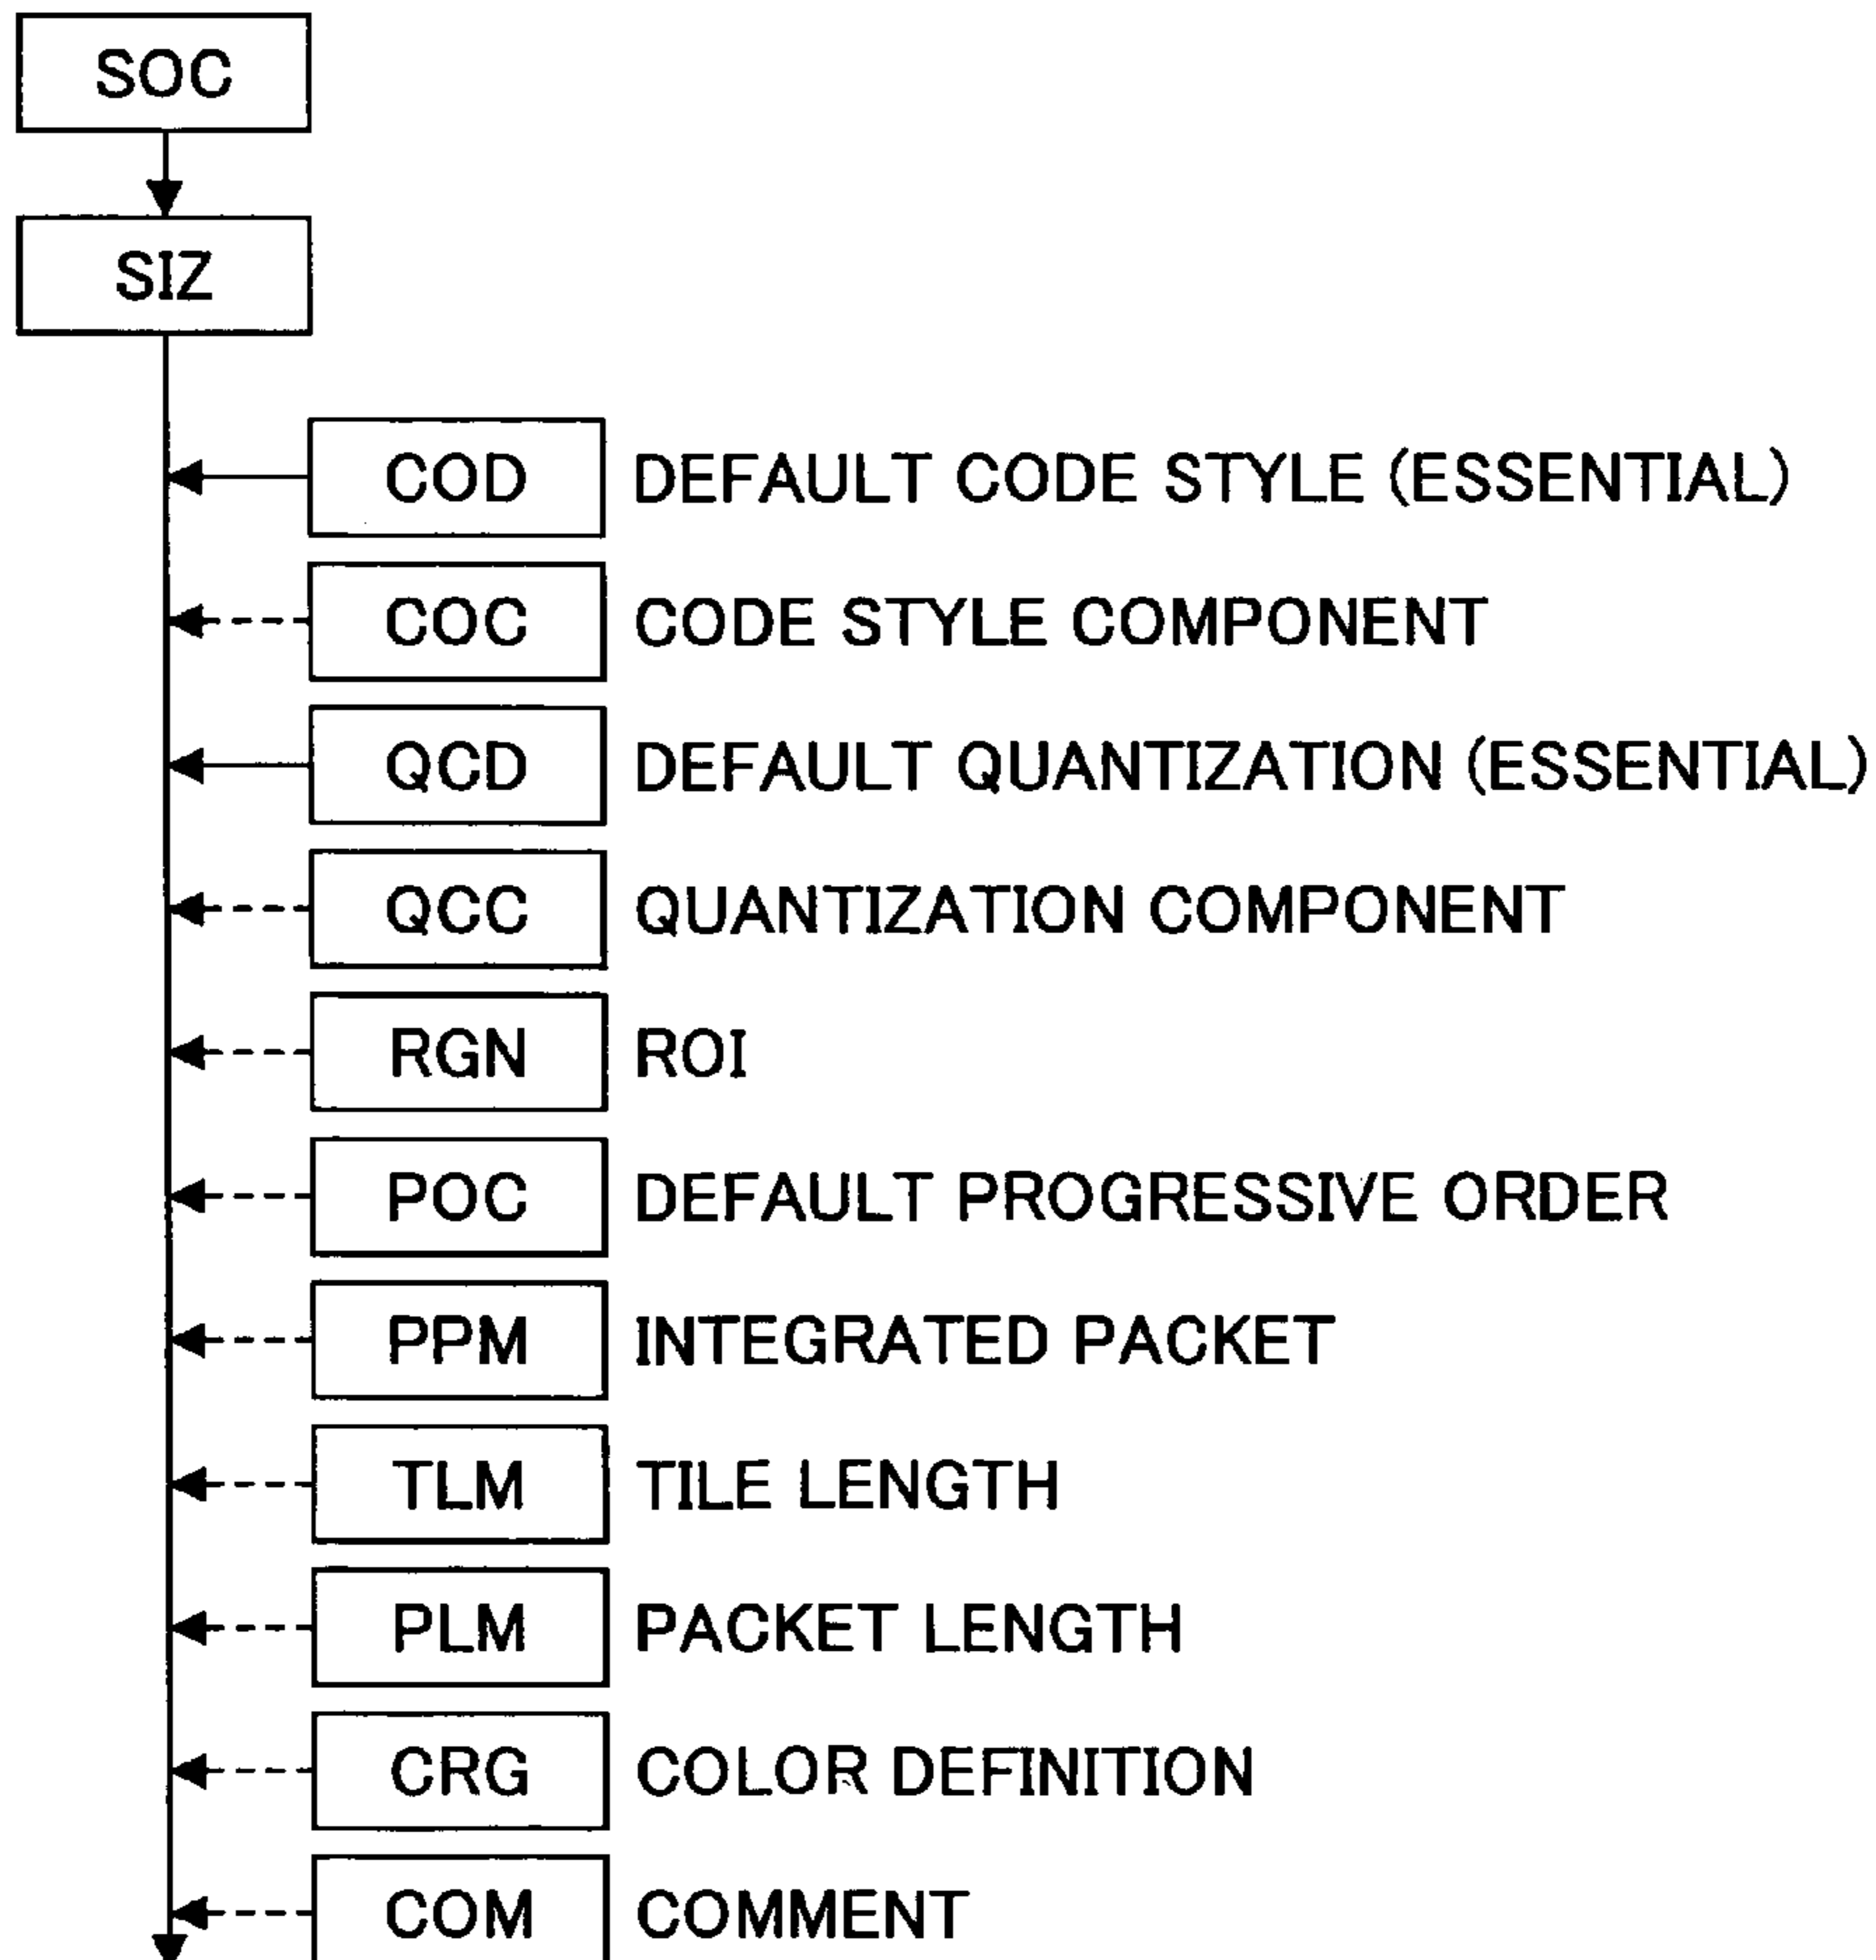 SOC
SIZ
COD DEFAULT CODE STYLE (ESSENTIAL)
COC CODE STYLE COMPONENT
QCD DEFAULT QUANTIZATION (ESSENTIAL)
QCC QUANTIZATION COMPONENT
RGN ROI
POC DEFAULT PROGRESSIVE ORDER
PPM INTEGRATED PACKET
TLM TILE LENGTH
PLM PACKET LENGTH
CRG COLOR DEFINITION
COM COMMENT